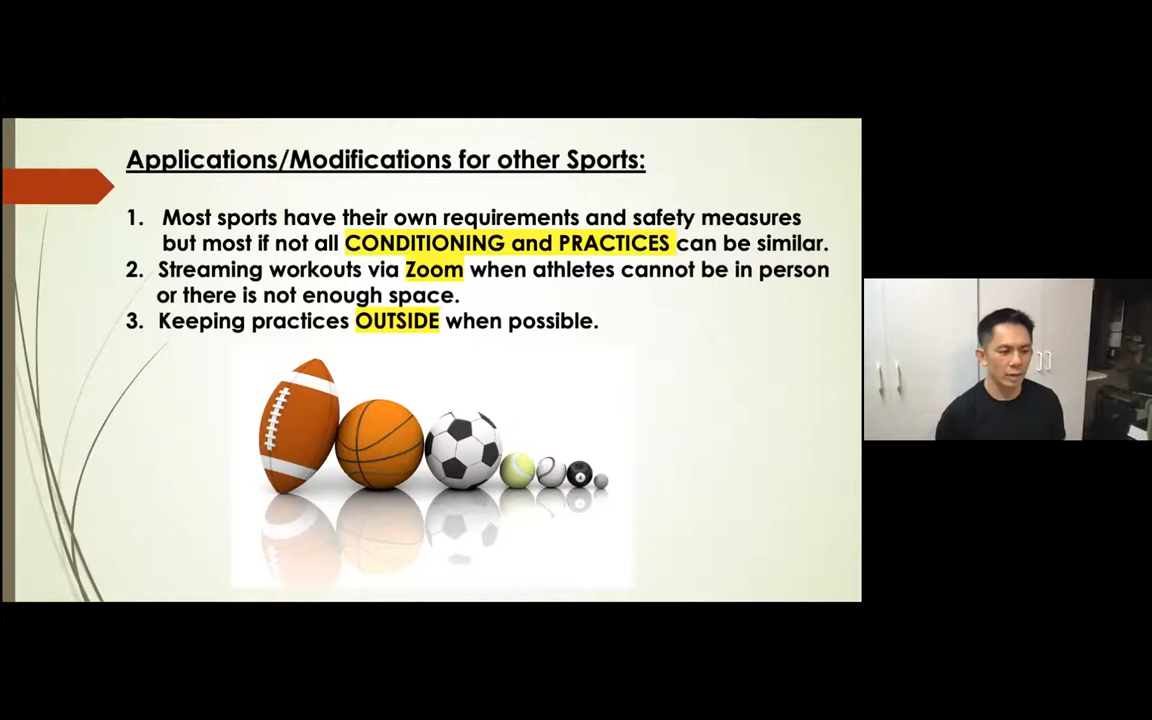 Applications/Modifications for other Sports:
1. Most sports have their own requirements and safety measures
but most if not all CONDITIONING and PRACTICES can be similar.
2. Streaming workouts via Zoom when athletes cannot be in person
or there is not enough space.
3. Keeping practices OUTSIDE when possible.